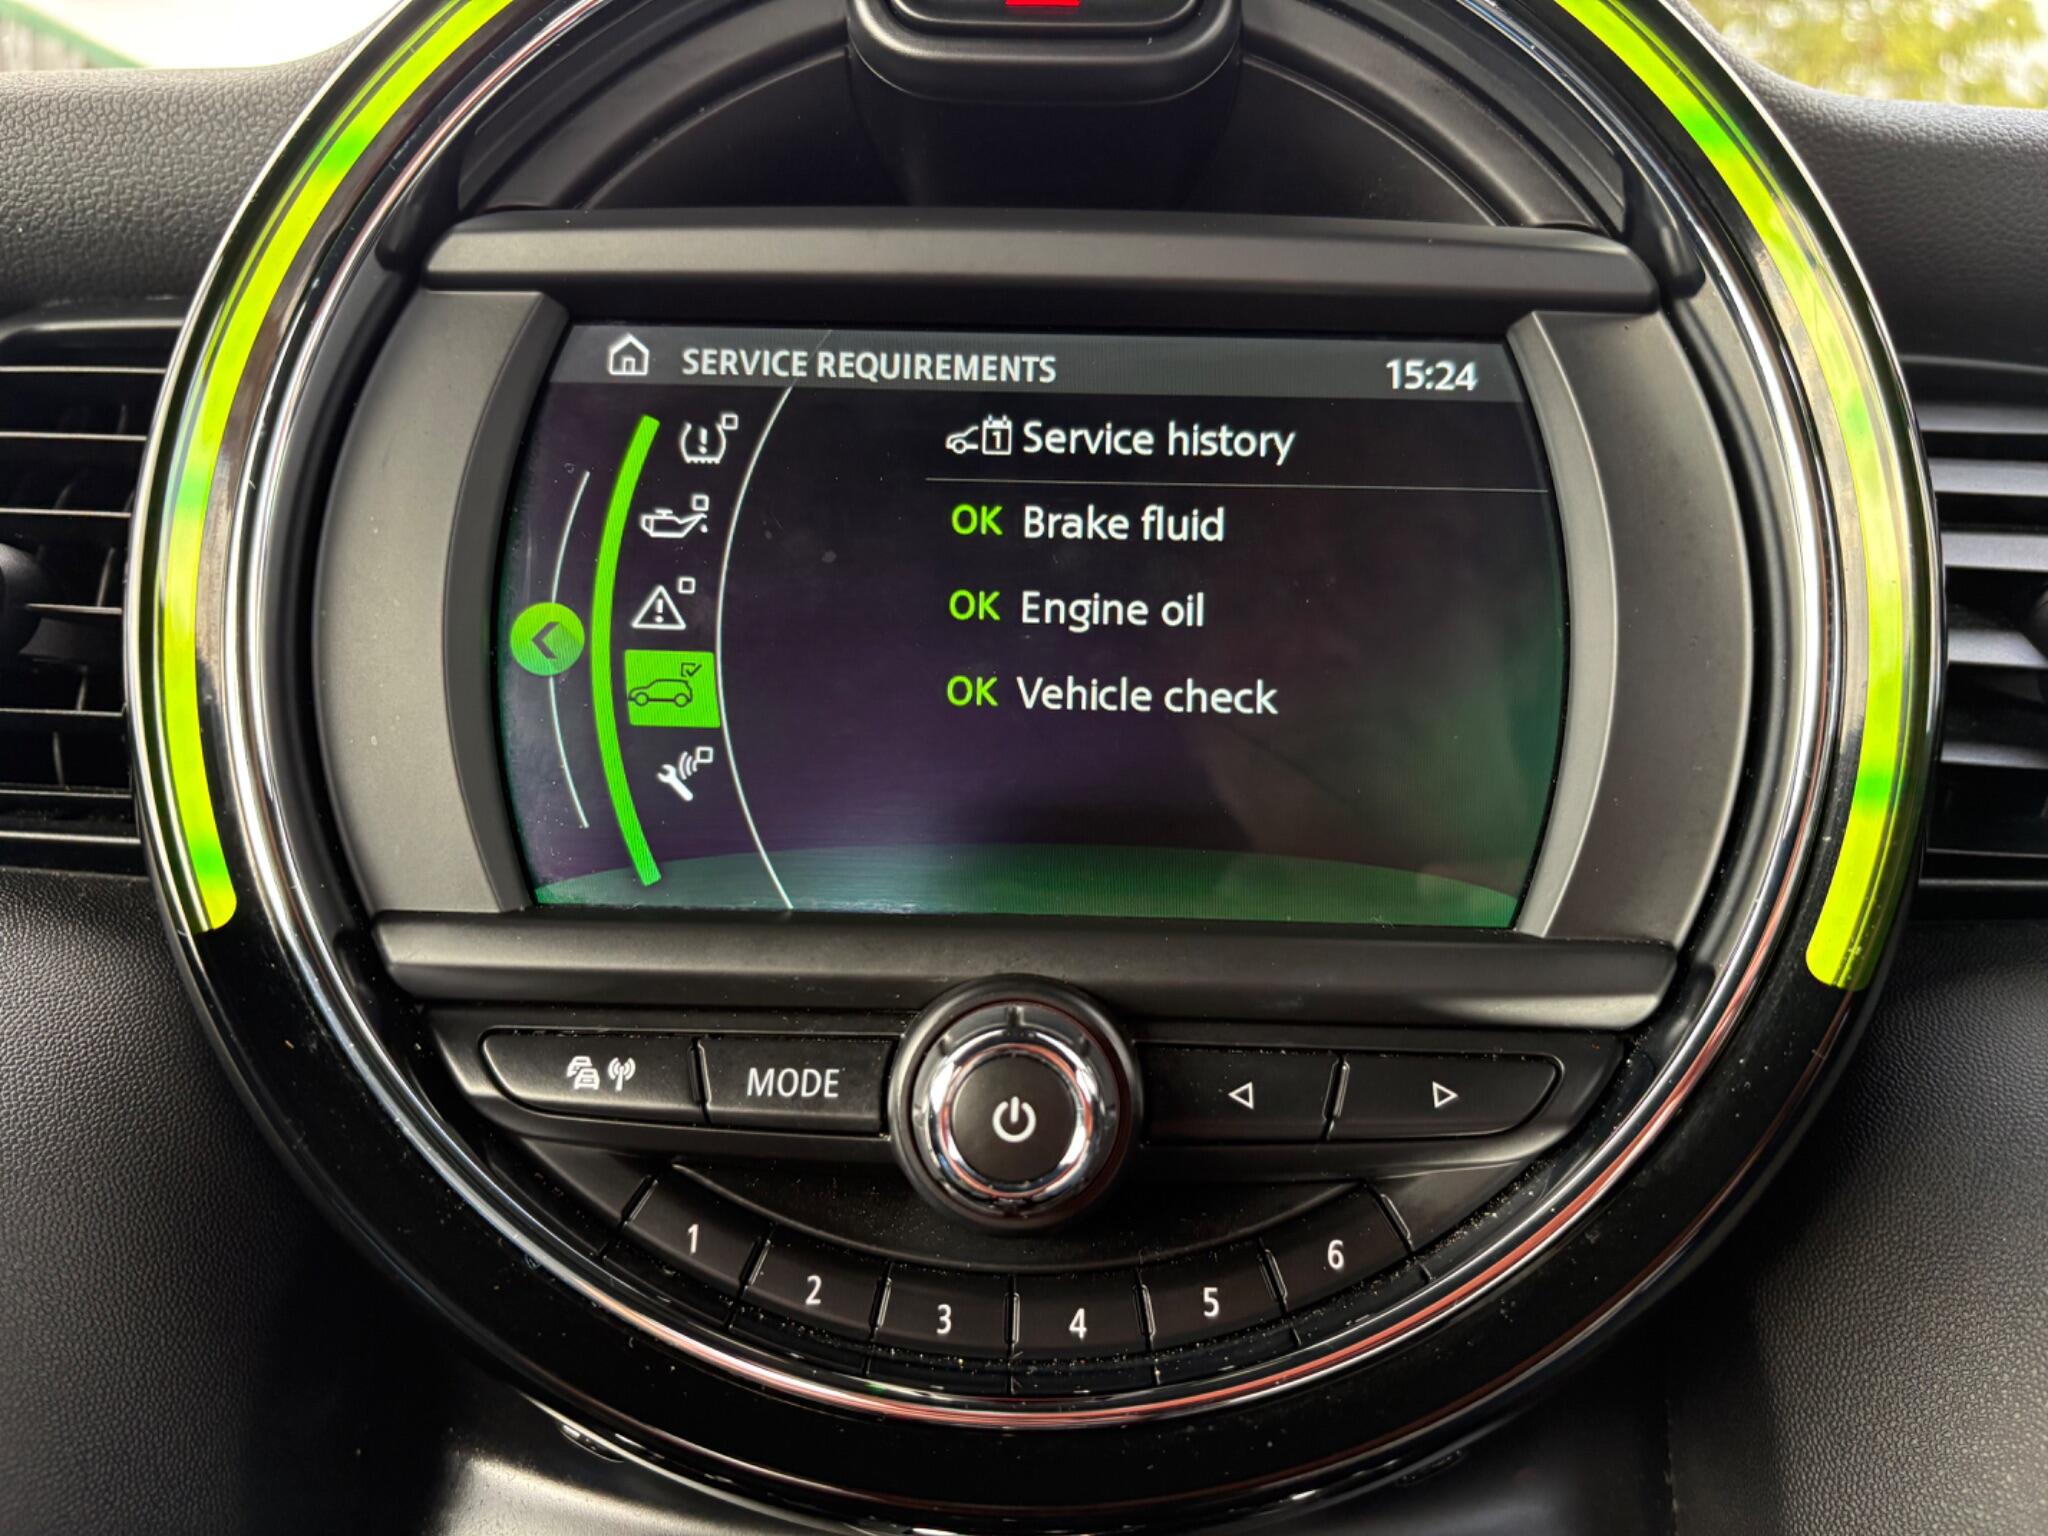 SERVICE REQUIREMENTS 15:24
1 Service history
OK Brake fluid
OK Engine oil
OK Vehicle check
MODE
1
2
3
4
5
6